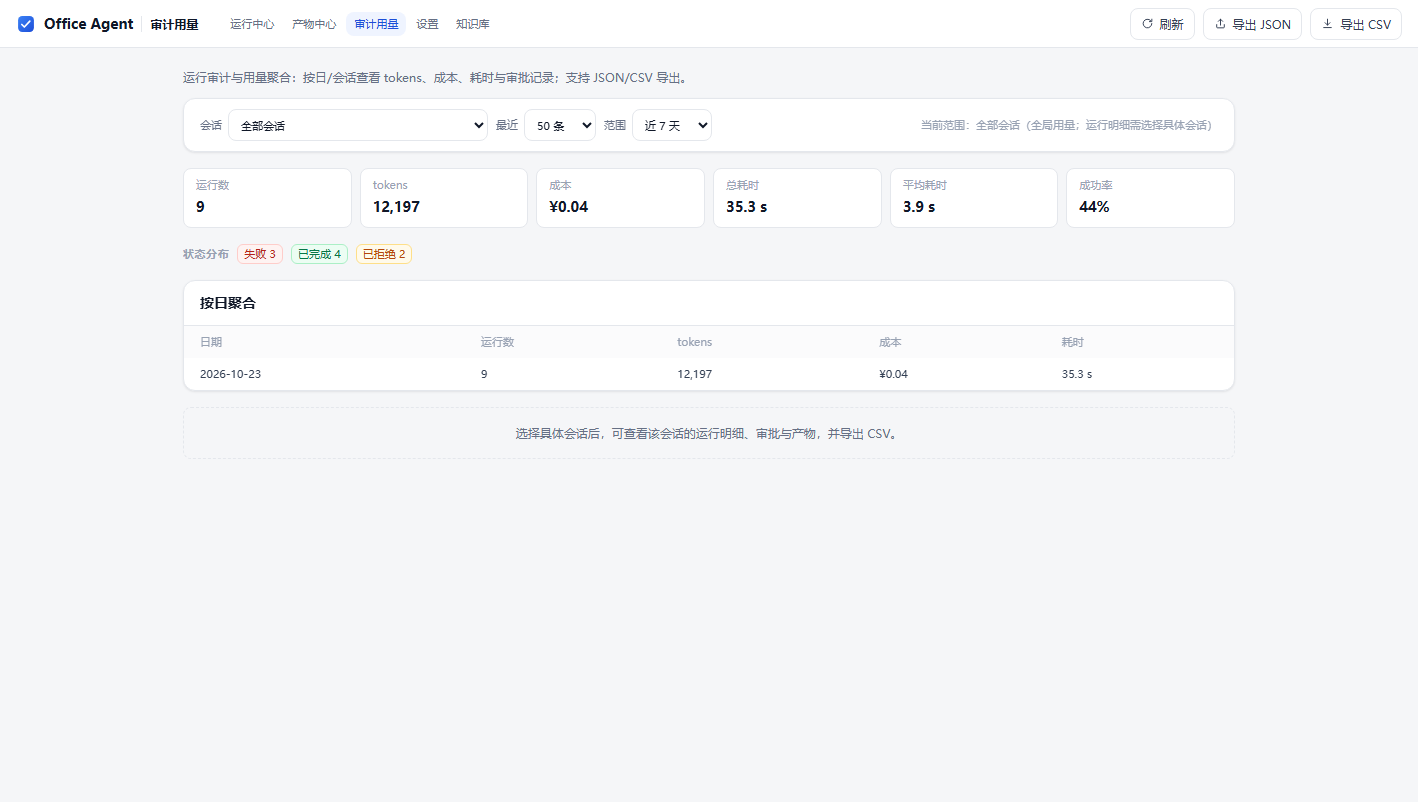 Office Agent 审计用量 运行中心 产物中心 审计用量 设置 知识库 刷新 导出 JSON 导出 CSV
运行审计与用量聚合：按日/会话查看 tokens、成本、耗时与审批记录；支持 JSON/CSV 导出。
会话 全部会话 最近 50 条 范围 近 7 天 当前范围：全部会话（全局用量；运行明细需选择具体会话）
运行数 tokens 成本 总耗时 平均耗时 成功率
9 12,197 ¥0.04 35.3 s 3.9 s 44%
状态分布 失败 3 已完成 4 已拒绝 2
按日聚合
日期 运行数 tokens 成本 耗时
2026-10-23 9 12,197 ¥0.04 35.3 s
选择具体会话后，可查看该会话的运行明细、审批与产物，并导出 CSV。